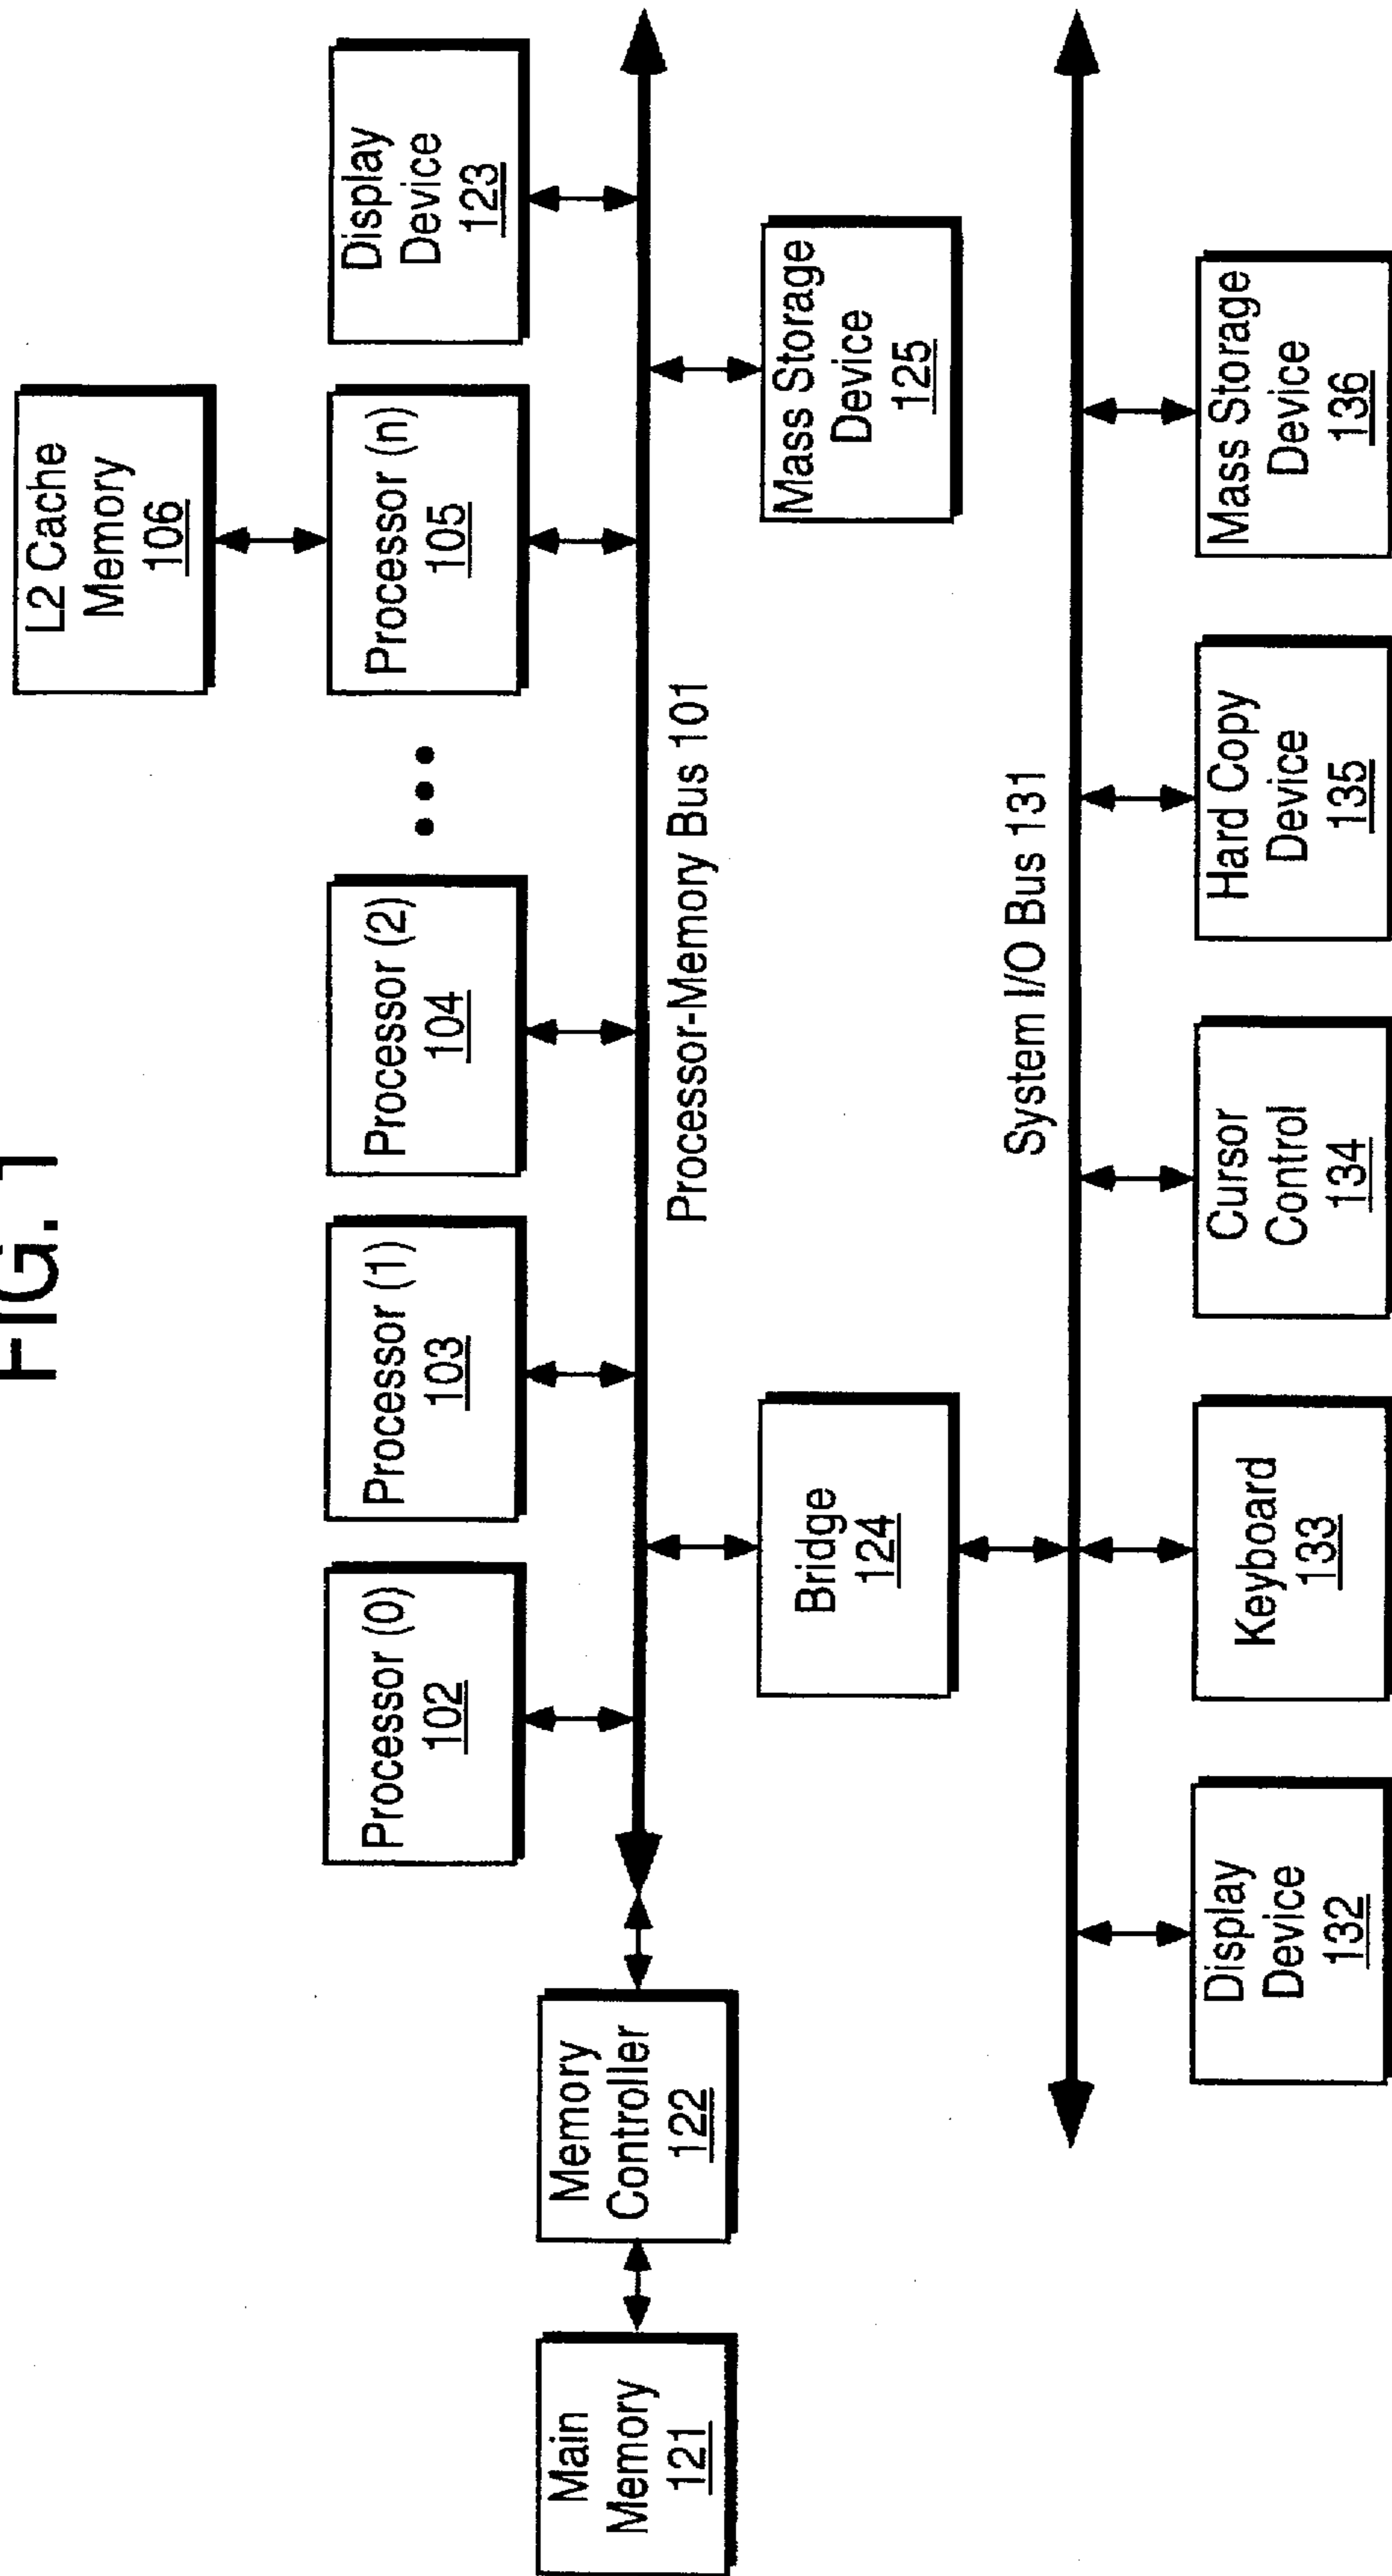 FIG. 1
L2 Cache
Memory
106
Processor (0)
102
Processor (1)
103
Processor (2)
104
•••
Processor (n)
105
Display
Device
123
Main
Memory
121
Memory
Controller
122
Processor-Memory Bus 101
Bridge
124
Mass Storage
Device
125
System I/O Bus 131
Display
Device
132
Keyboard
133
Cursor
Control
134
Hard Copy
Device
135
Mass Storage
Device
136